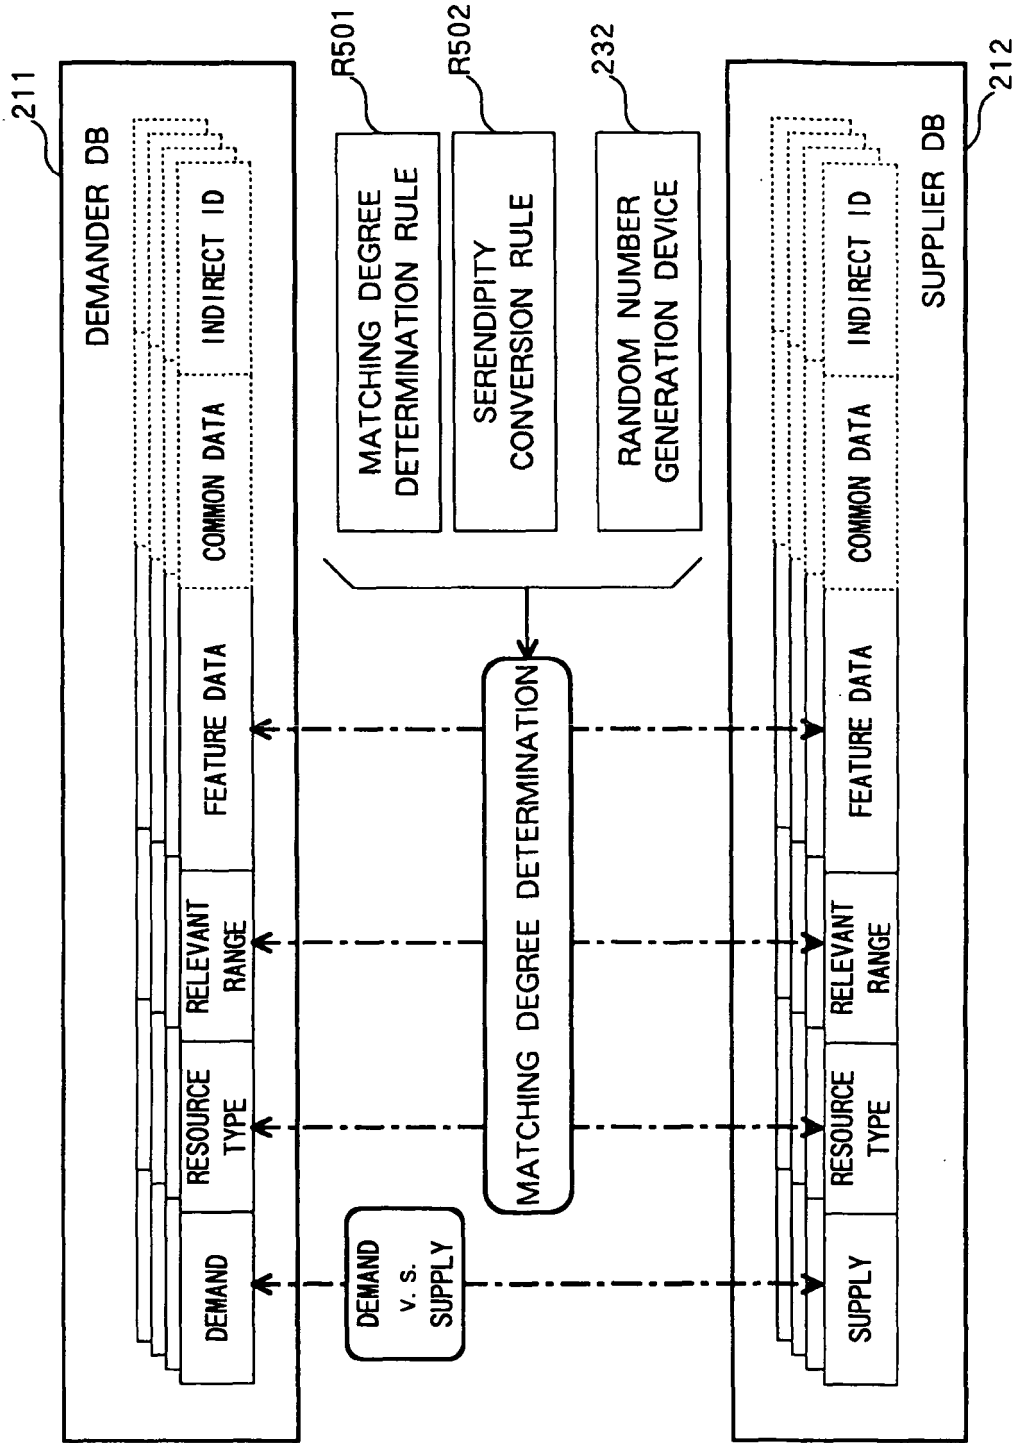 211
DEMANDER DB
DEMAND
RESOURCE
TYPE
RELEVANT
RANGE
FEATURE DATA
COMMON DATA
INDIRECT ID
DEMAND
v. s.
SUPPLY
MATCHING DEGREE DETERMINATION
MATCHING DEGREE
DETERMINATION RULE
R501
SERENDIPITY
CONVERSION RULE
R502
RANDOM NUMBER
GENERATION DEVICE
232
SUPPLY
RESOURCE
TYPE
RELEVANT
RANGE
FEATURE DATA
COMMON DATA
INDIRECT ID
SUPPLIER DB
212